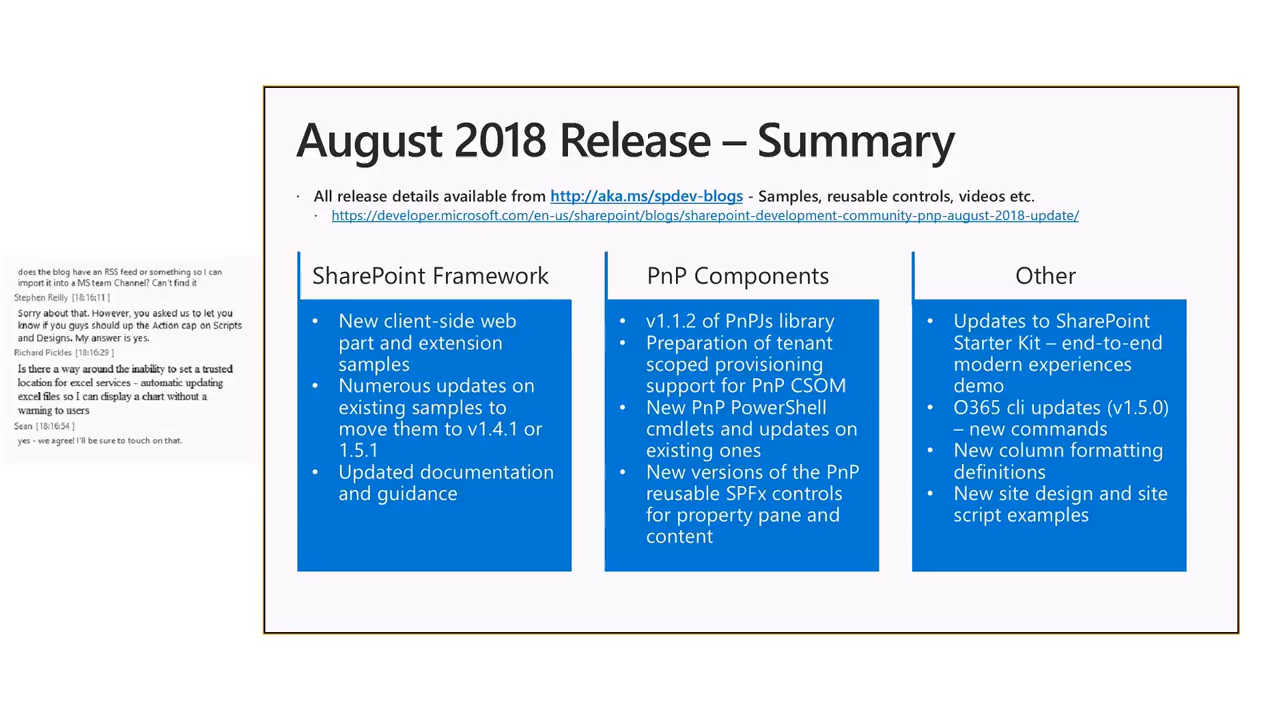 August 2018 Release – Summary
· All release details available from http://aka.ms/spdev-blogs - Samples, reusable controls, videos etc.
· https://developer.microsoft.com/en-us/sharepoint/blogs/sharepoint-development-community-pnp-august-2018-update/
does the blog have an RSS feed or something so I can
import it into a MS team Channel? Can't find it
Stephen Reilly [18:16:11 ]
Sorry about that. However, you asked us to let you
know if you guys should up the Action cap on Scripts
and Designs. My answer is yes.
Richard Pickles [18:16:29 ]
Is there a way around the inability to set a trusted
location for excel services - automatic updating
excel files so I can display a chart without a
warning to users
Sean [18:16:54 ]
yes - we agree! I'll be sure to touch on that.
SharePoint Framework
• New client-side web
part and extension
samples
• Numerous updates on
existing samples to
move them to v1.4.1 or
1.5.1
• Updated documentation
and guidance
PnP Components
• v1.1.2 of PnPJs library
• Preparation of tenant
scoped provisioning
support for PnP CSOM
• New PnP PowerShell
cmdlets and updates on
existing ones
• New versions of the PnP
reusable SPFx controls
for property pane and
content
Other
• Updates to SharePoint
Starter Kit – end-to-end
modern experiences
demo
• O365 cli updates (v1.5.0)
– new commands
• New column formatting
definitions
• New site design and site
script examples